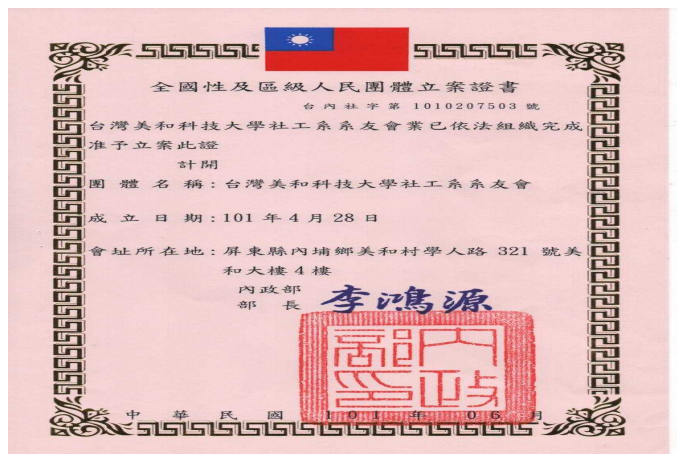 全國性及區級人民團體立案證書
台內社字第 1010207503 號
台灣美和科技大學社工系系友會業已依法組織完成
准予立案此證
計開
團體名稱:台灣美和科技大學社工系系友會
成立日期:101 年 4 月 28 日
會址所在地:屏東縣內埔鄉美和村學人路 321 號美
和大樓 4 樓
內政部
部長 李鴻源
內政部印
中華民國 101 年 06 月